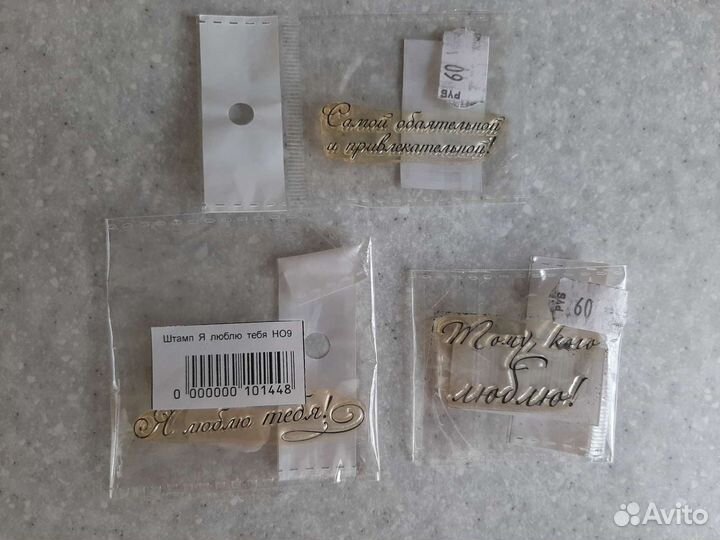 60
РУБ
Самой обаятельной
и привлекательной!
Штамп Я люблю тебя НО9
0 000000 101448
Я люблю тебя!
60
РУБ
Тому, кого
люблю!
Avito